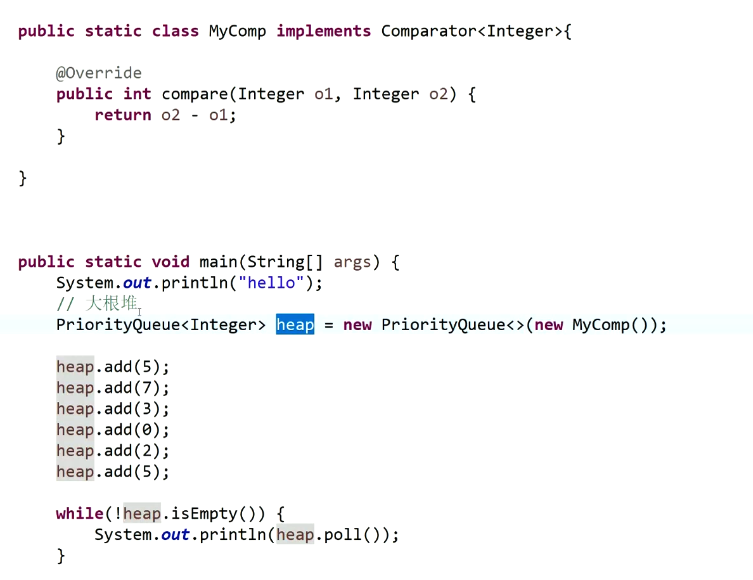 public static class MyComp implements Comparator<Integer>{
@Override
public int compare(Integer o1, Integer o2) {
return o2 - o1;
}
}
public static void main(String[] args) {
System.out.println("hello");
// 大根堆
PriorityQueue<Integer> heap = new PriorityQueue<>(new MyComp());
heap.add(5);
heap.add(7);
heap.add(3);
heap.add(0);
heap.add(2);
heap.add(5);
while(!heap.isEmpty()) {
System.out.println(heap.poll());
}